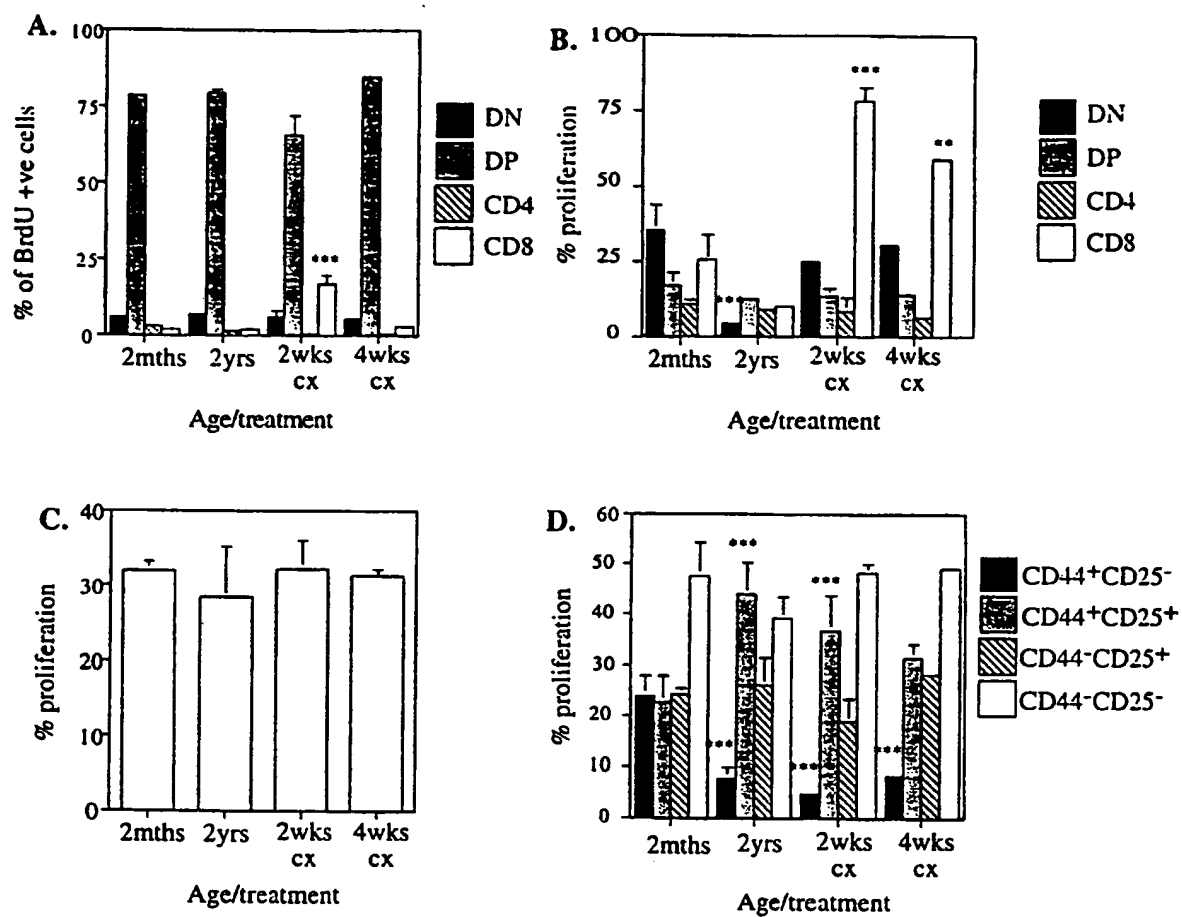 A.
100
75
50
25
0
% of BrdU +ve cells
***
2mths 2yrs 2wks cx 4wks cx
Age/treatment
DN
DP
CD4
CD8
B.
100
75
50
25
0
% proliferation
***
***
**
2mths 2yrs 2wks cx 4wks cx
Age/treatment
DN
DP
CD4
CD8
C.
40
30
20
10
0
% proliferation
2mths 2yrs 2wks cx 4wks cx
Age/treatment
D.
60
50
40
30
20
10
0
% proliferation
***
***
***
***
***
2mths 2yrs 2wks cx 4wks cx
Age/treatment
CD44+CD25-
CD44+CD25+
CD44-CD25+
CD44-CD25-